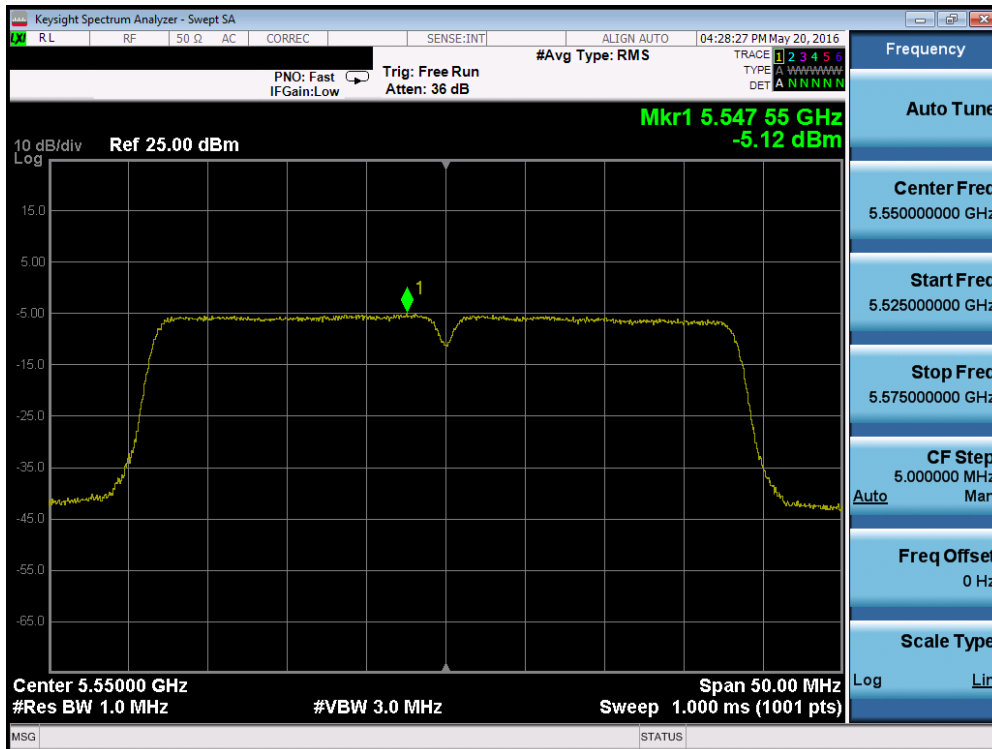 Keysight Spectrum Analyzer - Swept SA
LXI RL RF 50 Ω AC CORREC SENSE:INT ALIGN AUTO 04:28:27 PM May 20, 2016
#Avg Type: RMS
TRACE 1 2 3 4 5 6
PNO: Fast Trig: Free Run
TYPE A WWWWWW
IFGain:Low Atten: 36 dB
DET A N N N N N
Mkr1 5.547 55 GHz
-5.12 dBm
10 dB/div Ref 25.00 dBm
Log
15.0
5.00
1
-5.00
-15.0
-25.0
-35.0
-45.0
-55.0
-65.0
Center 5.55000 GHz Span 50.00 MHz
#Res BW 1.0 MHz #VBW 3.0 MHz Sweep 1.000 ms (1001 pts)
MSG STATUS
Frequency
Auto Tune
Center Freq
5.550000000 GHz
Start Freq
5.525000000 GHz
Stop Freq
5.575000000 GHz
CF Step
5.000000 MHz
Auto Man
Freq Offset
0 Hz
Scale Type
Log Lin